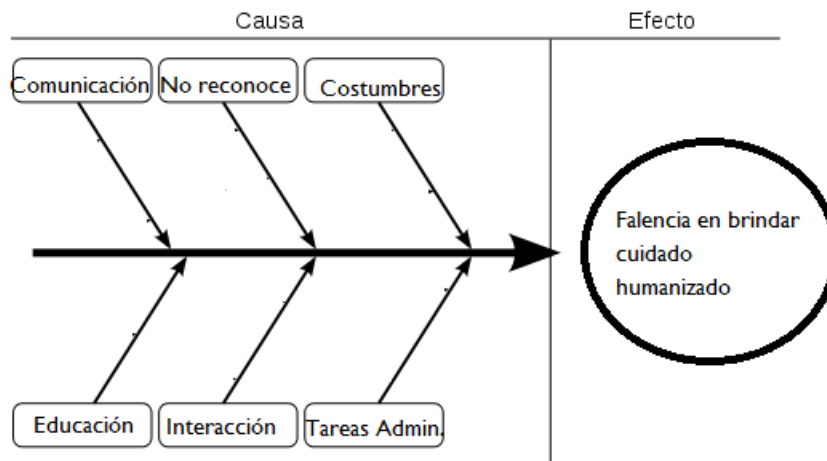 Causa
Efecto
Comunicación
No reconoce
Costumbres
Falencia en brindar
cuidado
humanizado
Educación
Interacción
Tareas Admin.